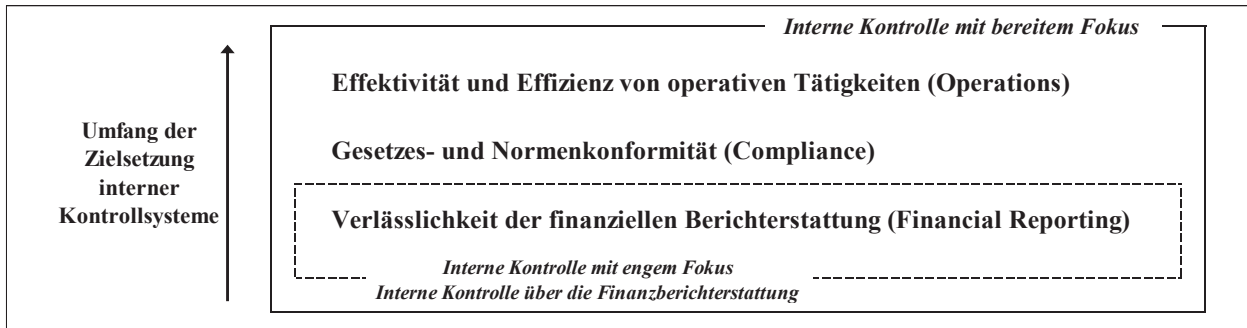 Interne Kontrolle mit bereitem Fokus
Effektivität und Effizienz von operativen Tätigkeiten (Operations)
Umfang der
Zielsetzung
interner
Kontrollsysteme
Gesetzes- und Normenkonformität (Compliance)
Verlässlichkeit der finanziellen Berichterstattung (Financial Reporting)
Interne Kontrolle mit engem Fokus
Interne Kontrolle über die Finanzberichterstattung